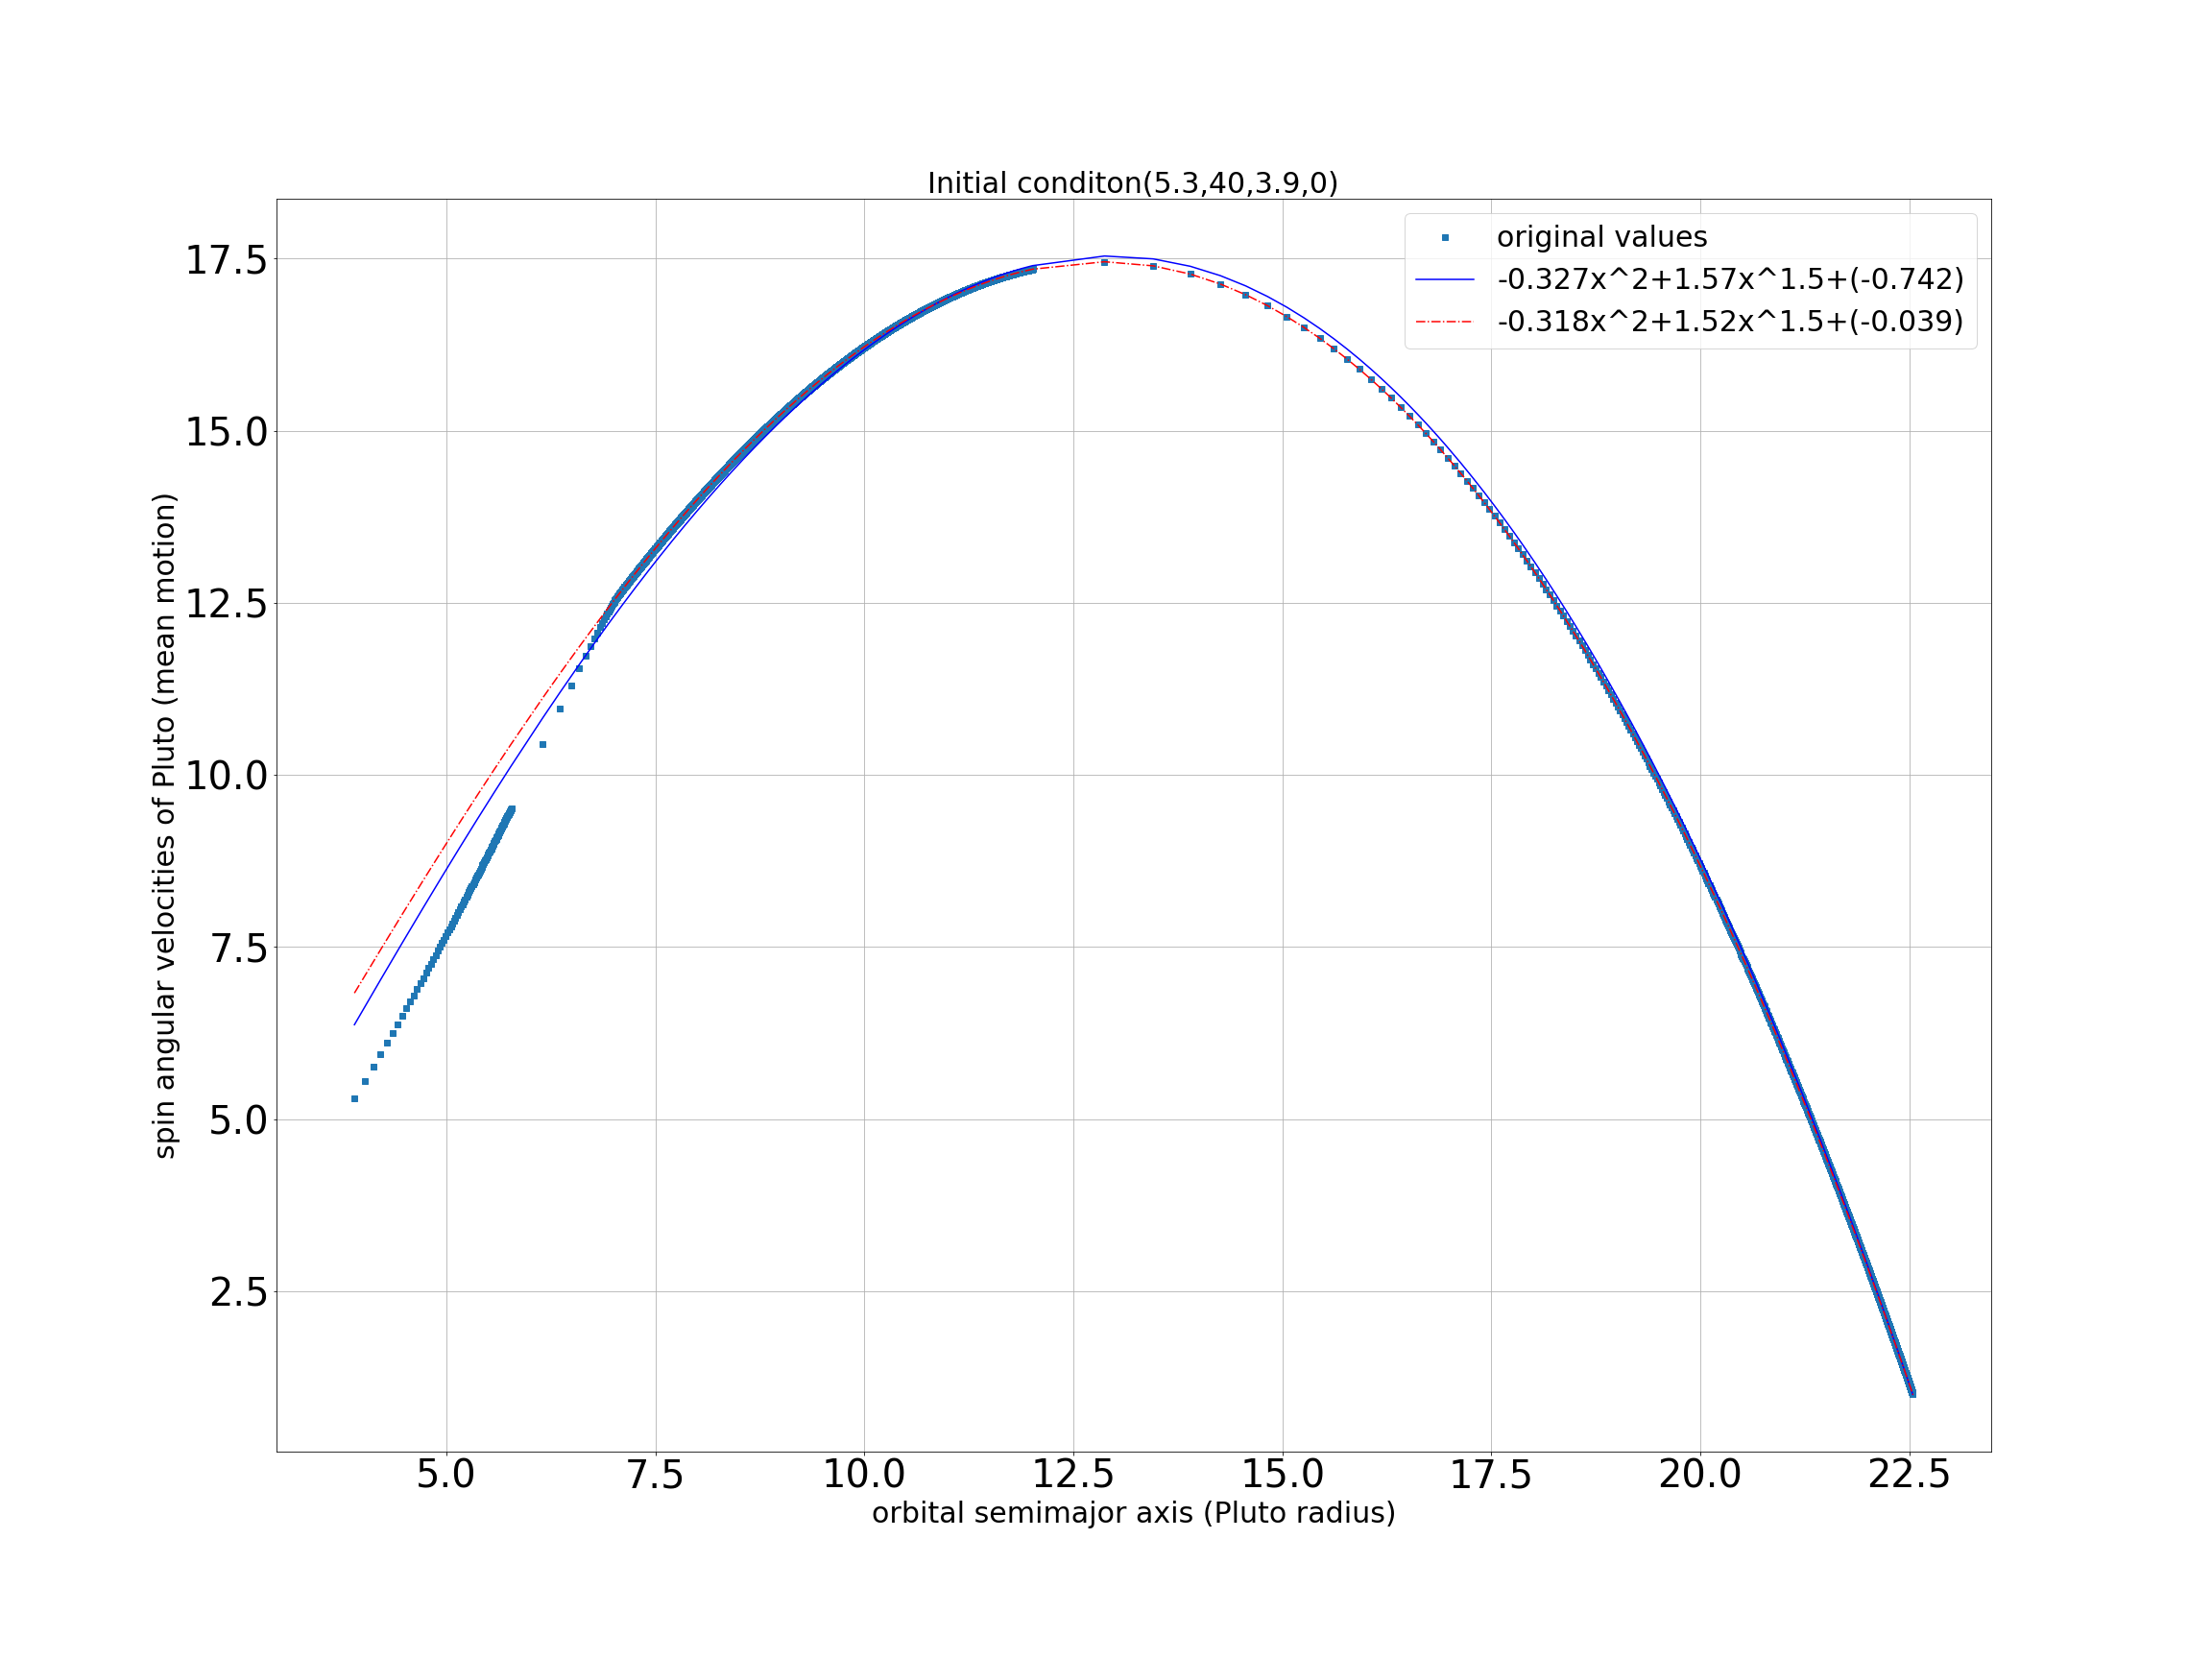 Initial conditon(5.3,40,3.9,0)
original values
-0.327x^2+1.57x^1.5+(-0.742)
-0.318x^2+1.52x^1.5+(-0.039)
spin angular velocities of Pluto (mean motion)
17.5
15.0
12.5
10.0
7.5
5.0
2.5
5.0 7.5 10.0 12.5 15.0 17.5 20.0 22.5
orbital semimajor axis (Pluto radius)